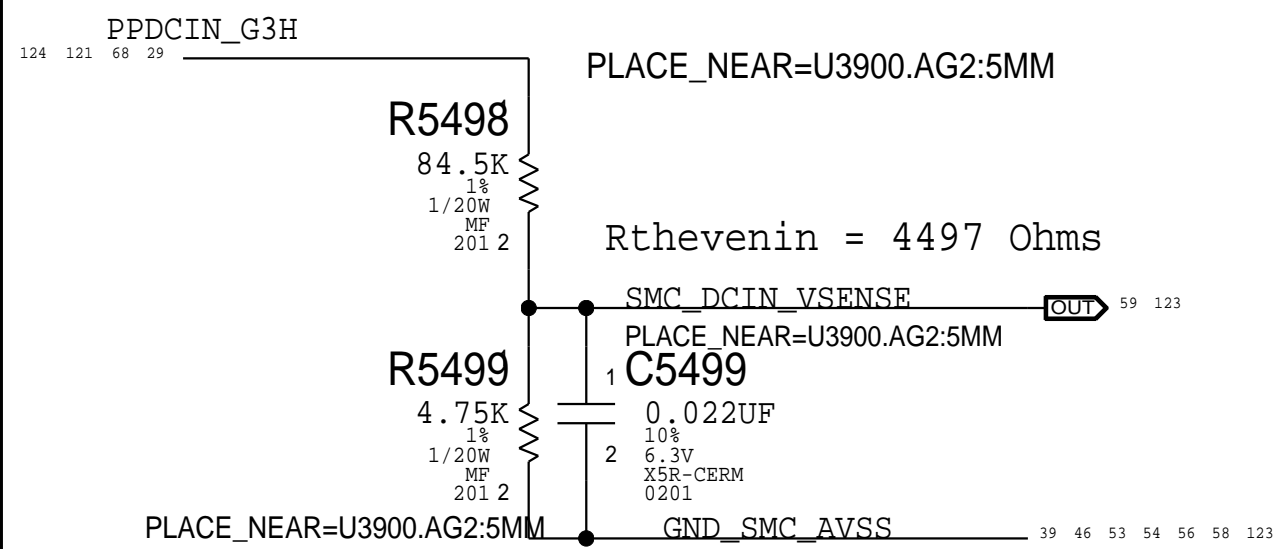 PPDCIN_G3H
124 121 68 29
PLACE_NEAR=U3900.AG2:5MM
R5498
84.5K
1%
1/20W
MF
201 2
Rthevenin = 4497 Ohms
SMC_DCIN_VSENSE
OUT 59 123
PLACE_NEAR=U3900.AG2:5MM
R5499
1 C5499
4.75K
1%
1/20W
MF
201 2
0.022UF
10%
2 6.3V
X5R-CERM
0201
PLACE_NEAR=U3900.AG2:5MM
GND_SMC_AVSS
39 46 53 54 56 58 123